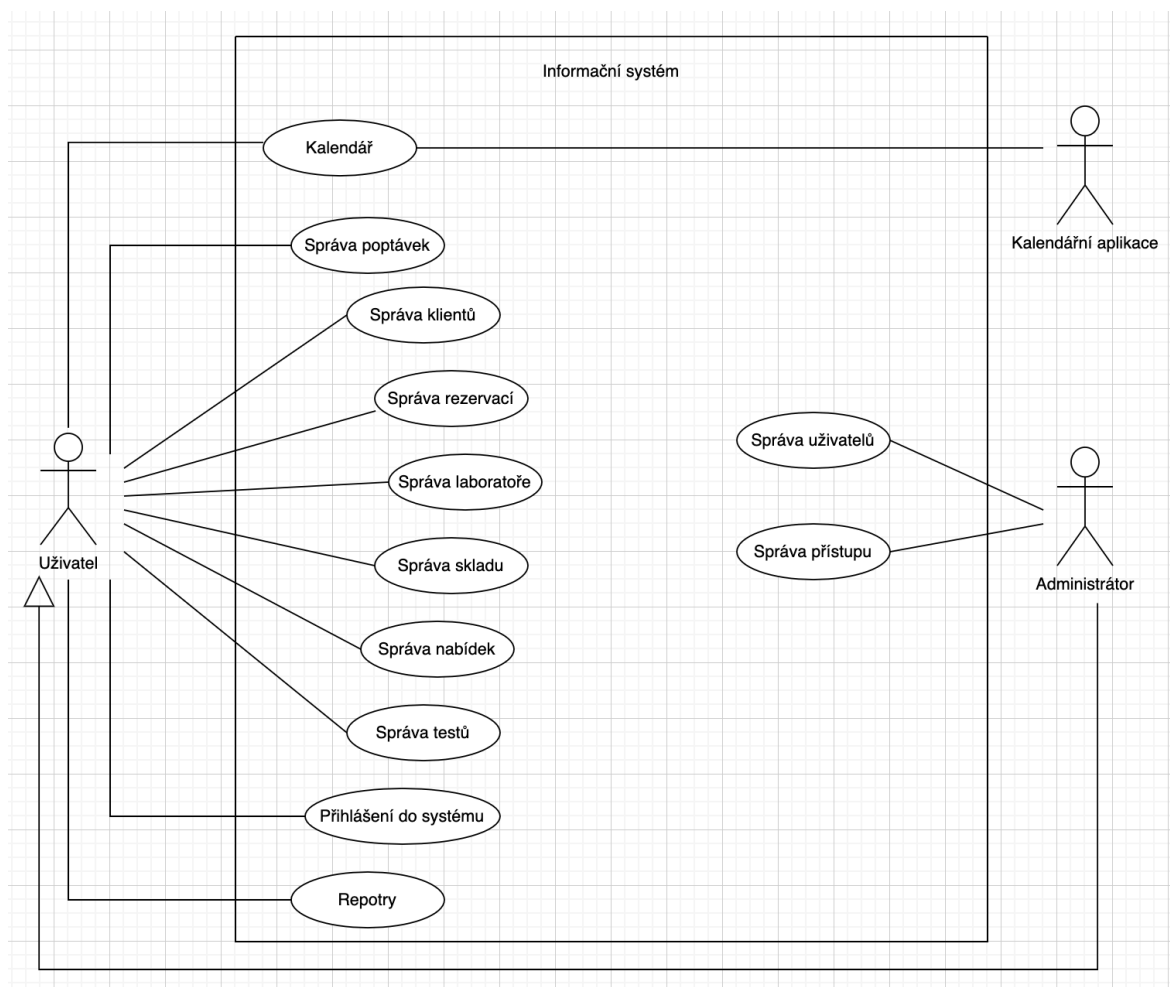 Informační systém
Kalendář
Kalendářní aplikace
Správa poptávek
Správa klientů
Správa rezervací
Správa uživatelů
Správa laboratoře
Správa přístupu
Uživatel
Správa skladu
Administrátor
Správa nabídek
Správa testů
Přihlášení do systému
Repotry